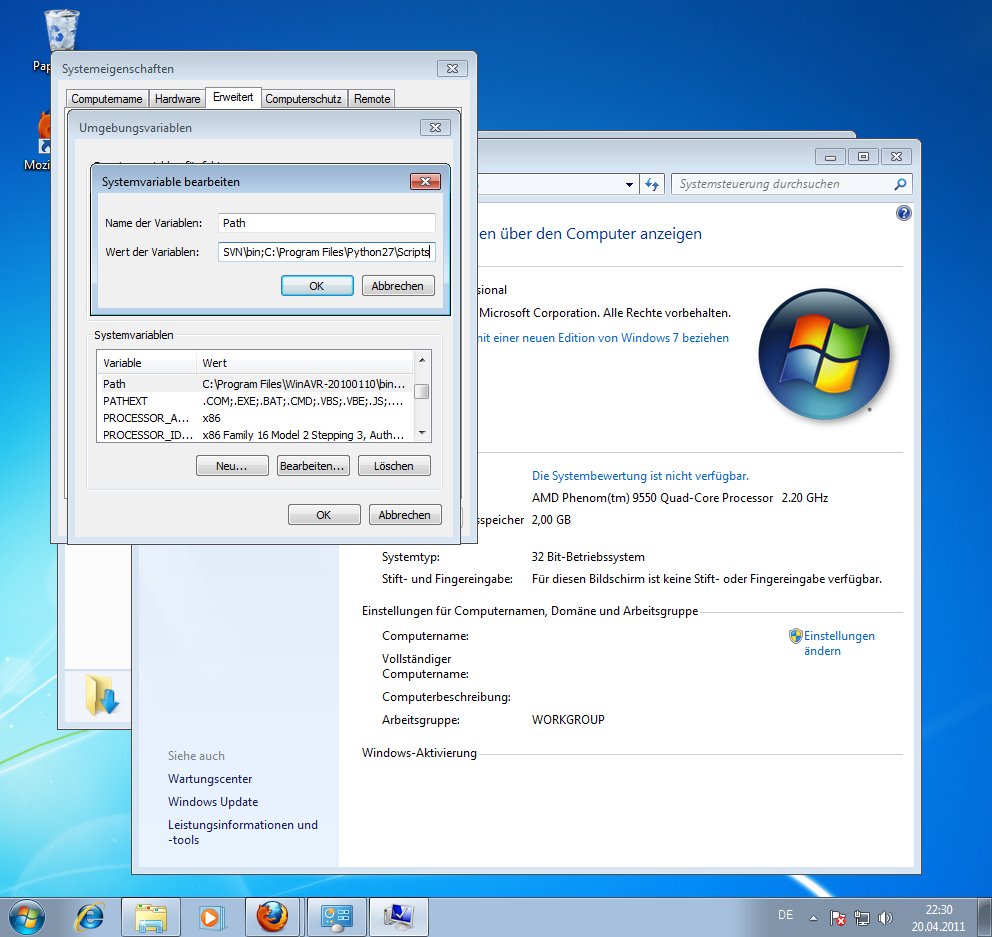 Pap
Systemeigenschaften
Computername Hardware Erweitert Computerschutz Remote
Umgebungsvariablen
Mozi
Systemvariable bearbeiten
Name der Variablen: Path
Wert der Variablen: SVN\bin;C:\Program Files\Python27\Scripts
OK Abbrechen
Systemvariablen
Variable Wert
Path C:\Program Files\WinAVR-20100110\bin...
PATHEXT .COM;.EXE;.BAT;.CMD;.VBS;.VBE;.JS;....
PROCESSOR_A... x86
PROCESSOR_ID... x86 Family 16 Model 2 Stepping 3, Auth...
Neu... Bearbeiten... Löschen
OK Abbrechen
Systemsteuerung durchsuchen
en über den Computer anzeigen
sional
Microsoft Corporation. Alle Rechte vorbehalten.
mit einer neuen Edition von Windows 7 beziehen
Die Systembewertung ist nicht verfügbar.
AMD Phenom(tm) 9550 Quad-Core Processor 2.20 GHz
sspeicher 2,00 GB
Systemtyp: 32 Bit-Betriebssystem
Stift- und Fingereingabe: Für diesen Bildschirm ist keine Stift- oder Fingereingabe verfügbar.
Einstellungen für Computernamen, Domäne und Arbeitsgruppe
Computername:
Einstellungen
ändern
Vollständiger
Computername:
Computerbeschreibung:
Arbeitsgruppe: WORKGROUP
Windows-Aktivierung
Siehe auch
Wartungscenter
Windows Update
Leistungsinformationen und
-tools
DE
22:30
20.04.2011